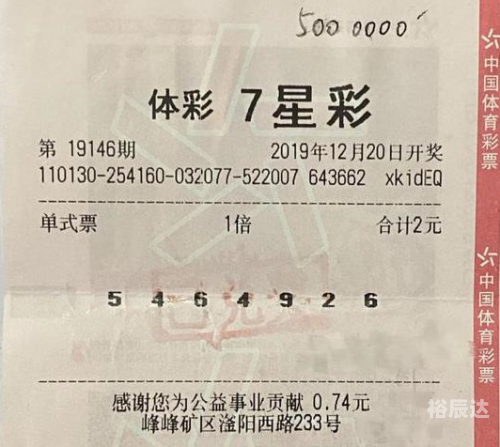 5000000
体彩 7星彩
第 19146期 2019年12月20日开奖
110130-254160-032077-522007 643662 xkidEQ
单式票 1倍 合计2元
5 4 6 4 9 2 6
感谢您为公益事业贡献 0.74元
峰峰矿区滏阳西路233号
中国体育彩票
中国体育彩票
裕辰达